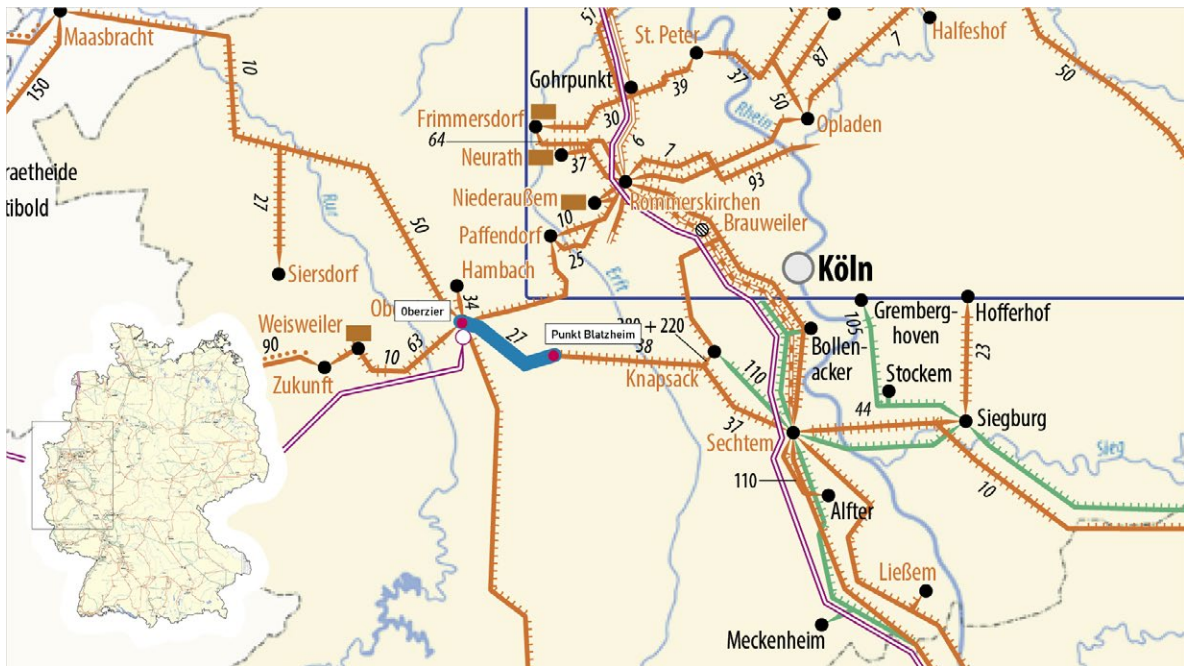 Maasbracht
150
10
raetheide
tibold
27
Siersdorf
50
Rur
St. Peter
Halfeshof
Gohrpunkt
39
37
87
7
50
50
Frimmersdorf
30
64
Neurath
37
6
Rhein
Opladen
1
93
Niederaußem
Rommerskirchen
10
Brauweiler
Paffendorf
25
Hambach
34
Erft
Köln
Oberzier
27
Punkt Blatzheim
Weisweiler
90
Zukunft
10
63
38
Knapsack
110
37
Bollen-
acker
105
Gremberg-
hoven
Stockem
Hofferhof
23
44
Siegburg
Sieg
10
Sechtem
110
Alfter
Ließem
Meckenheim